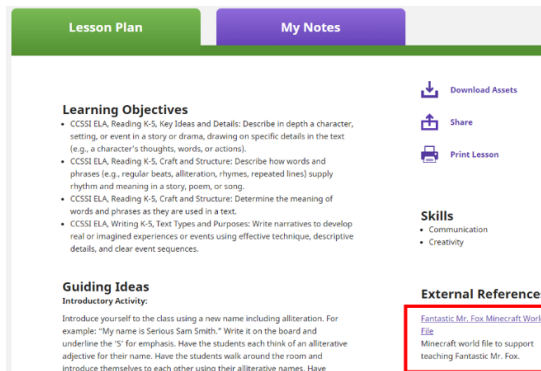 Lesson Plan
My Notes
Download Assets
Share
Print Lesson
Learning Objectives
• CCSSI ELA, Reading K-5, Key Ideas and Details: Describe in depth a character,
setting, or event in a story or drama, drawing on specific details in the text
(e.g., a character's thoughts, words, or actions).
• CCSSI ELA, Reading K-5, Craft and Structure: Describe how words and
phrases (e.g., regular beats, alliteration, rhymes, repeated lines) supply
rhythm and meaning in a story, poem, or song.
• CCSSI ELA, Reading K-5, Craft and Structure: Determine the meaning of
words and phrases as they are used in a text.
• CCSSI ELA, Writing K-5, Text Types and Purposes: Write narratives to develop
real or imagined experiences or events using effective technique, descriptive
details, and clear event sequences.
Skills
• Communication
• Creativity
Guiding Ideas
Introductory Activity:
Introduce yourself to the class using a new name including alliteration. For
example: "My name is Serious Sam Smith." Write it on the board and
underline the 'S' for emphasis. Have the students each think of an alliterative
adjective for their name. Have the students walk around the room and
introduce themselves to each other using their alliterative names. Have
External References
Fantastic Mr. Fox Minecraft World
File
Minecraft world file to support
teaching Fantastic Mr. Fox.